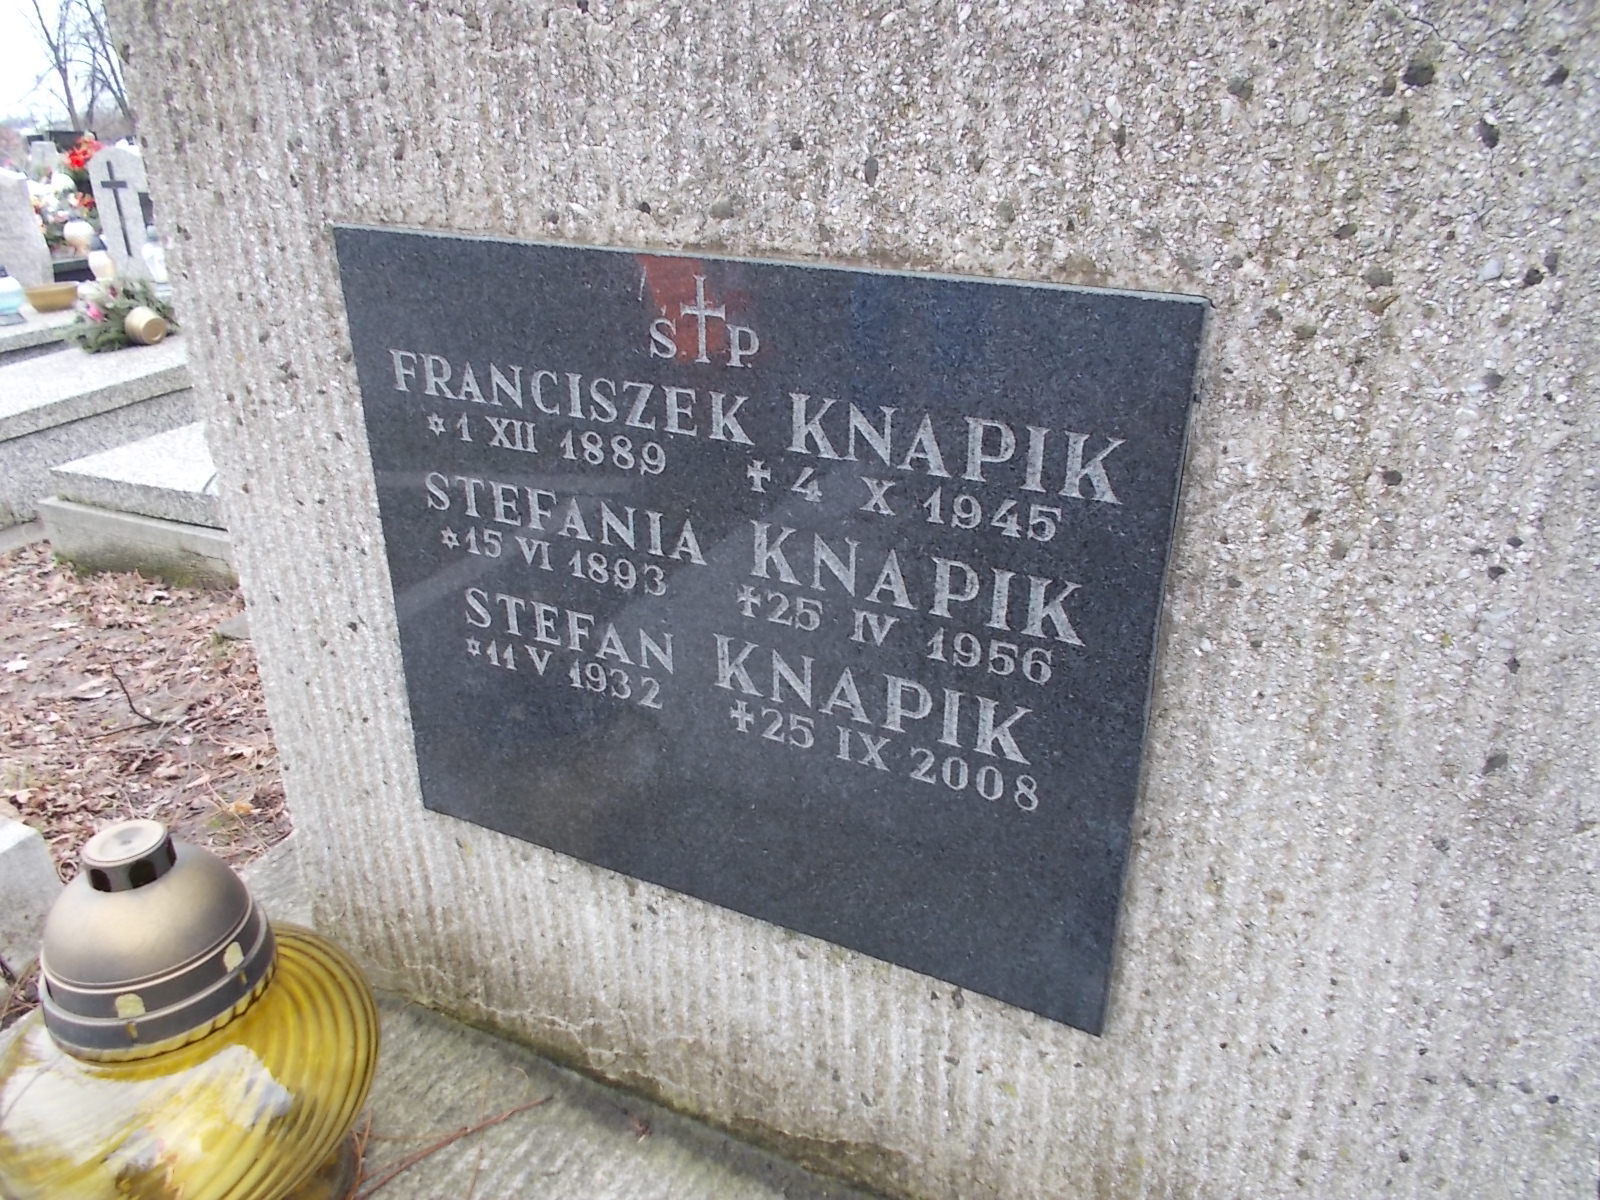 Ś✝P.
FRANCISZEK KNAPIK
✡1 XII 1889 ✝4 X 1945
STEFANIA KNAPIK
✡15 VI 1893 ✝25 IV 1956
STEFAN KNAPIK
*11 V 1932 ✝25 IX 2008